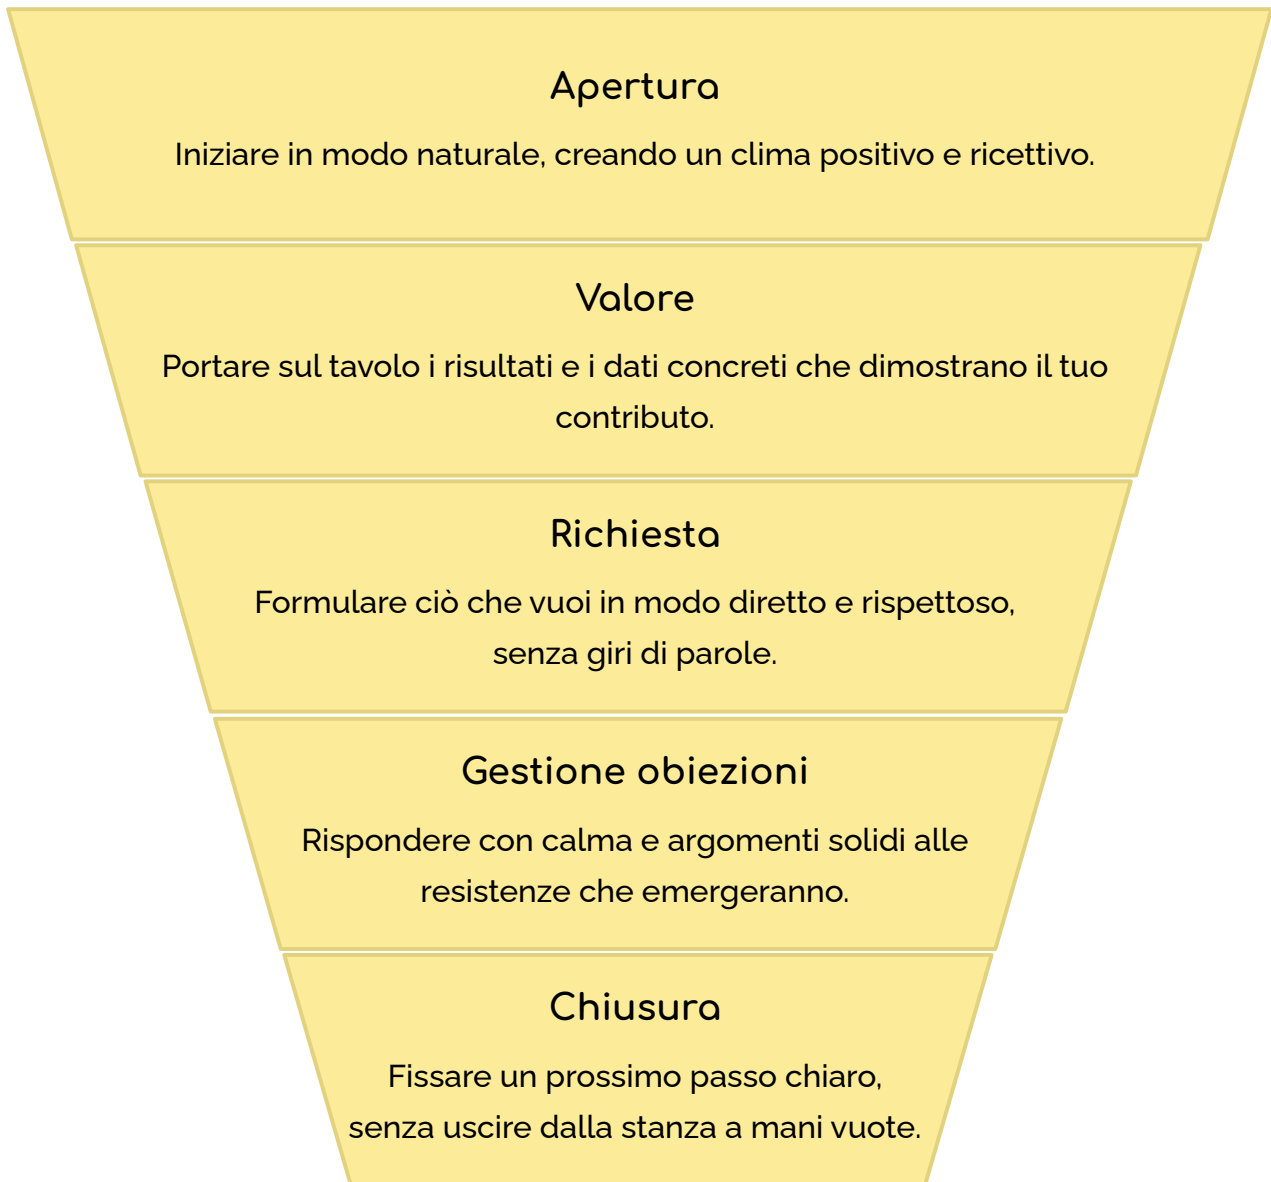 Apertura
Iniziare in modo naturale, creando un clima positivo e ricettivo.
Valore
Portare sul tavolo i risultati e i dati concreti che dimostrano il tuo
contributo.
Richiesta
Formulare ciò che vuoi in modo diretto e rispettoso,
senza giri di parole.
Gestione obiezioni
Rispondere con calma e argomenti solidi alle
resistenze che emergeranno.
Chiusura
Fissare un prossimo passo chiaro,
senza uscire dalla stanza a mani vuote.